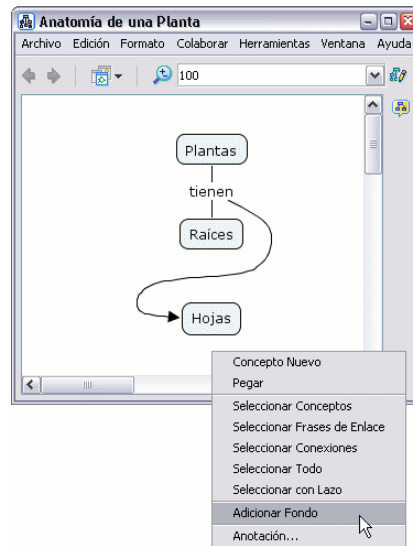 Anatomía de una Planta
Archivo Edición Formato Colaborar Herramientas Ventana Ayuda
100
Plantas
tienen
Raíces
Hojas
Concepto Nuevo
Pegar
Seleccionar Conceptos
Seleccionar Frases de Enlace
Seleccionar Conexiones
Seleccionar Todo
Seleccionar con Lazo
Adicionar Fondo
Anotación...